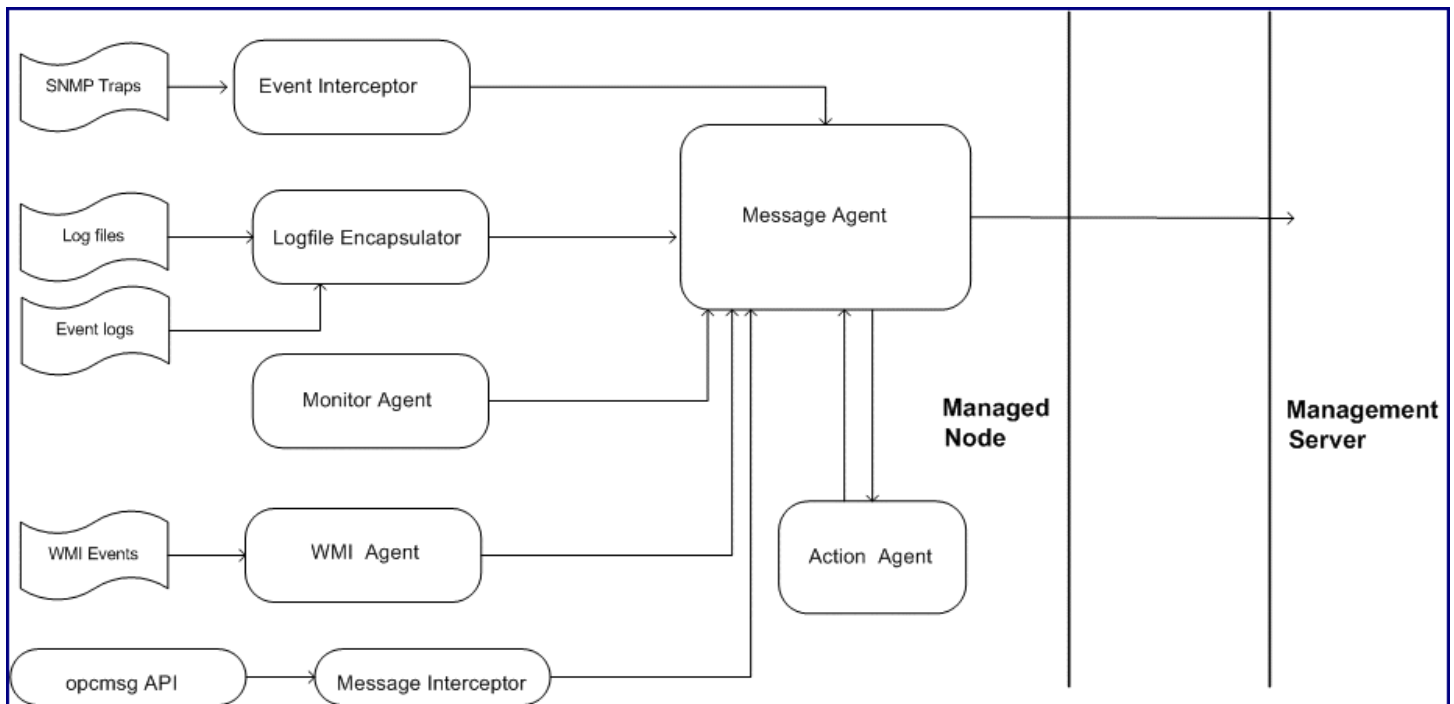 SNMP Traps
Event Interceptor
Message Agent
Log files
Logfile Encapsulator
Event logs
Monitor Agent
Managed
Node
Management
Server
WMI Events
WMI Agent
Action Agent
opcmsg API
Message Interceptor